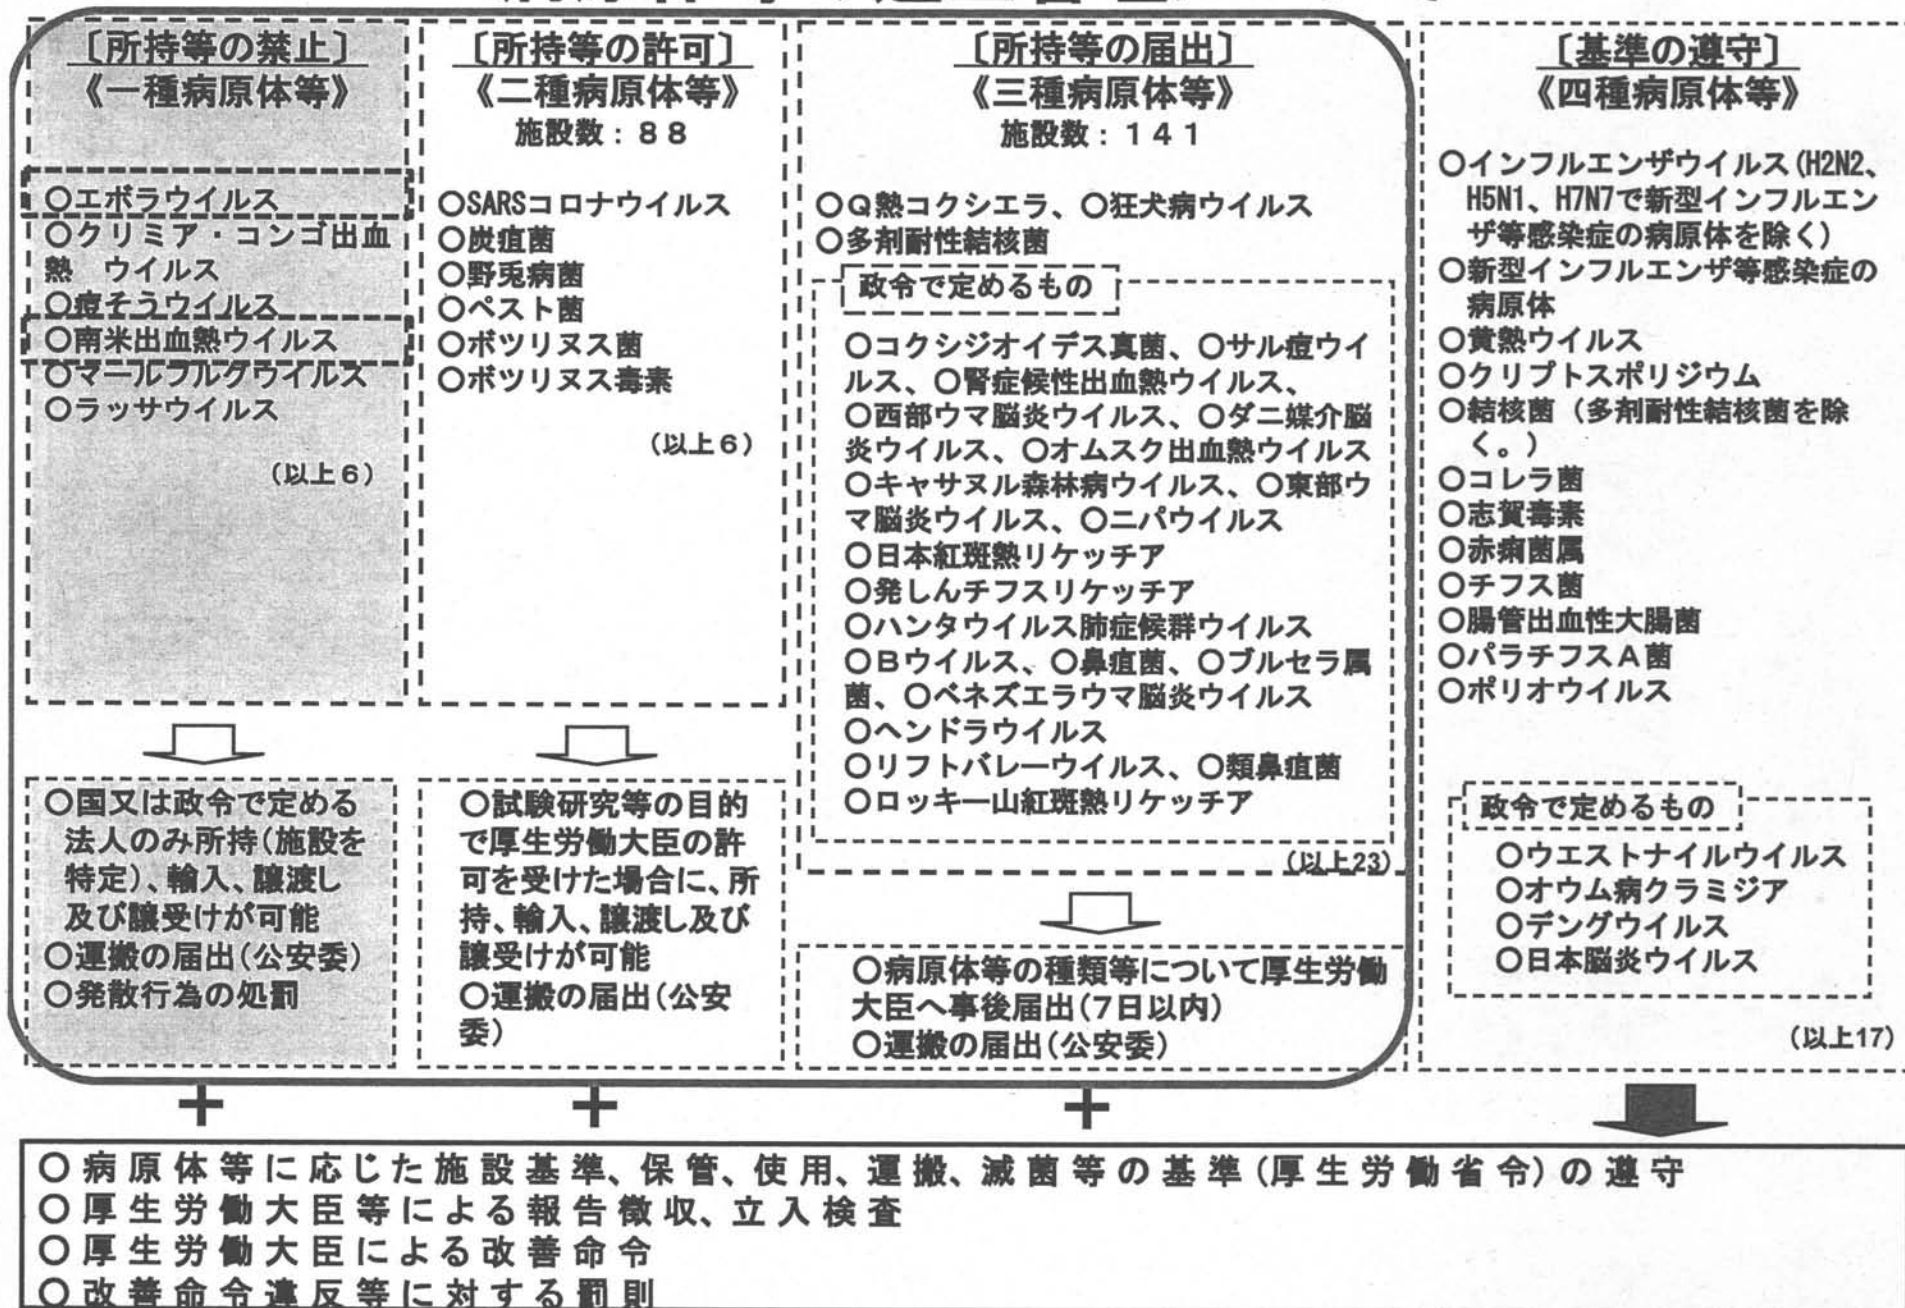 〔所持等の禁止〕
《一種病原体等》
○エボラウイルス
○クリミア・コンゴ出血
熱　ウイルス
○痘そうウイルス
○南米出血熱ウイルス
○マールブルグウイルス
○ラッサウイルス
(以上6)
○国又は政令で定める
法人のみ所持(施設を
特定)、輸入、譲渡し
及び譲受けが可能
○運搬の届出(公安委)
○発散行為の処罰
〔所持等の許可〕
《二種病原体等》
施設数：88
○SARSコロナウイルス
○炭疽菌
○野兎病菌
○ペスト菌
○ボツリヌス菌
○ボツリヌス毒素
(以上6)
○試験研究等の目的
で厚生労働大臣の許
可を受けた場合に、所
持、輸入、譲渡し及び
譲受けが可能
○運搬の届出(公安
委)
〔所持等の届出〕
《三種病原体等》
施設数：141
○Q熱コクシエラ、○狂犬病ウイルス
○多剤耐性結核菌
政令で定めるもの
○コクシジオイデス真菌、○サル痘ウイ
ルス、○腎症候性出血熱ウイルス、
○西部ウマ脳炎ウイルス、○ダニ媒介脳
炎ウイルス、○オムスク出血熱ウイルス
○キャサヌル森林病ウイルス、○東部ウ
マ脳炎ウイルス、○ニパウイルス
○日本紅斑熱リケッチア
○発しんチフスリケッチア
○ハンタウイルス肺症候群ウイルス
○Bウイルス、○鼻疽菌、○ブルセラ属
菌、○ベネズエラウマ脳炎ウイルス
○ヘンドラウイルス
○リフトバレーウイルス、○類鼻疽菌
○ロッキー山紅斑熱リケッチア
(以上23)
○病原体等の種類等について厚生労働
大臣へ事後届出(7日以内)
○運搬の届出(公安委)
〔基準の遵守〕
《四種病原体等》
○インフルエンザウイルス(H2N2、
H5N1、H7N7で新型インフルエン
ザ等感染症の病原体を除く)
○新型インフルエンザ等感染症の
病原体
○黄熱ウイルス
○クリプトスポリジウム
○結核菌（多剤耐性結核菌を除
く。）
○コレラ菌
○志賀毒素
○赤痢菌属
○チフス菌
○腸管出血性大腸菌
○パラチフスA菌
○ポリオウイルス
政令で定めるもの
○ウエストナイルウイルス
○オウム病クラミジア
○デングウイルス
○日本脳炎ウイルス
(以上17)
＋　＋　＋
○病原体等に応じた施設基準、保管、使用、運搬、滅菌等の基準(厚生労働省令)の遵守
○厚生労働大臣等による報告徴収、立入検査
○厚生労働大臣による改善命令
○改善命令違反等に対する罰則